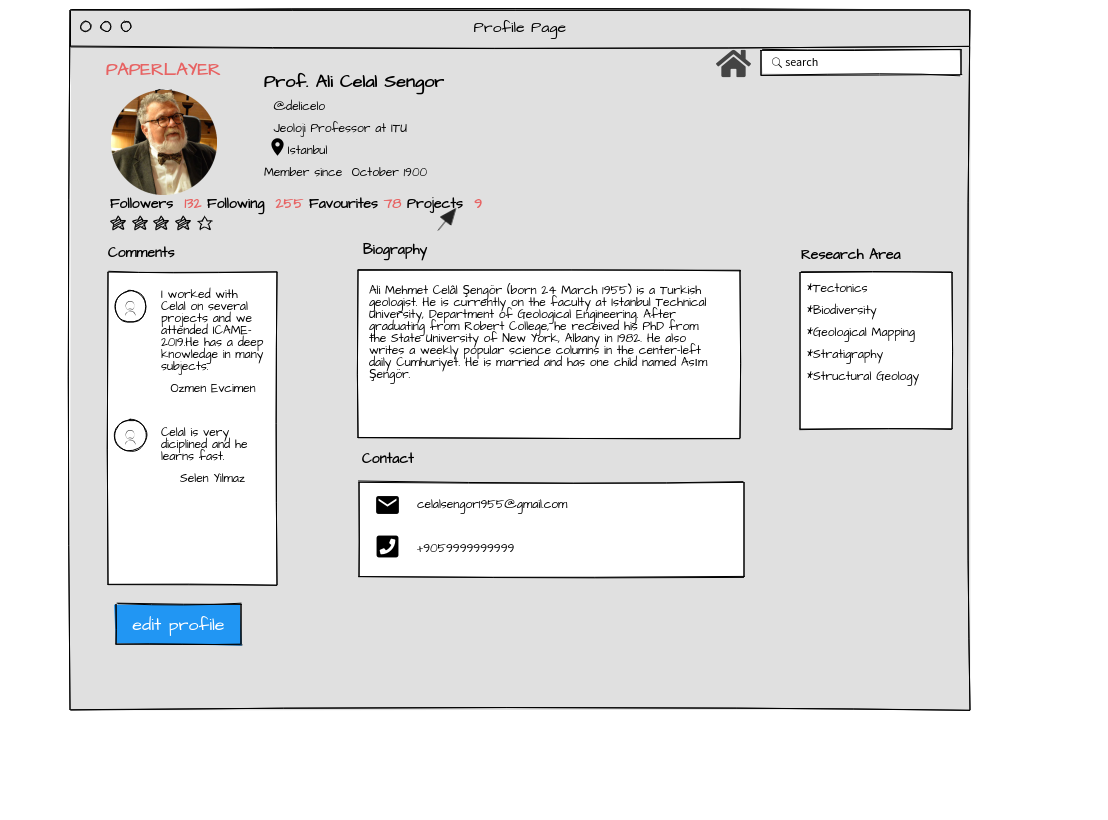 Profile Page
PAPERLAYER
search
Prof. Ali Celal Sengor
@delicelo
Jeoloji Professor at ITU
Istanbul
Member since October 1900
Followers 132 Following 255 Favourites 78 Projects 9
Comments
I worked with
Celal on several
projects and we
attended ICAME-
2019.He has a deep
knowledge in many
subjects.
Ozmen Evcimen
Celal is very
diciplined and he
learns fast.
Selen Yilmaz
edit profile
Biography
Ali Mehmet Celâl Şengör (born 24 March 1955) is a Turkish
geologist. He is currently on the faculty at Istanbul Technical
University, Department of Geological Engineering. After
graduating from Robert College, he received his PhD from
the State University of New York, Albany in 1982. He also
writes a weekly popular science columns in the center-left
daily Cumhuriyet. He is married and has one child named Asım
Şengör.
Contact
celalsengor1955@gmail.com
+9059999999999
Research Area
*Tectonics
*Biodiversity
*Geological Mapping
*Stratigraphy
*Structural Geology